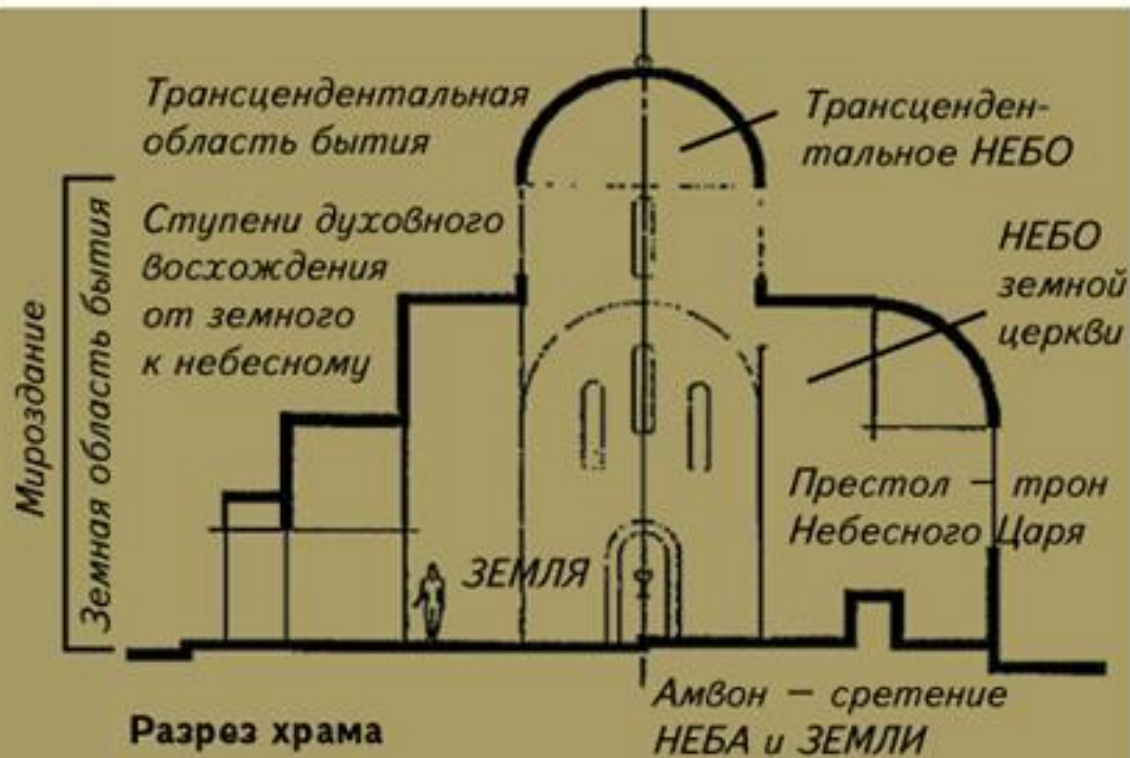 Трансцендентальная
область бытия
Трансценден-
тальное НЕБО
Ступени духовного
восхождения
от земного
к небесному
НЕБО
земной
церкви
Мироздание
Земная область бытия
Престол – трон
Небесного Царя
ЗЕМЛЯ
Амвон – сретение
НЕБА и ЗЕМЛИ
Разрез храма